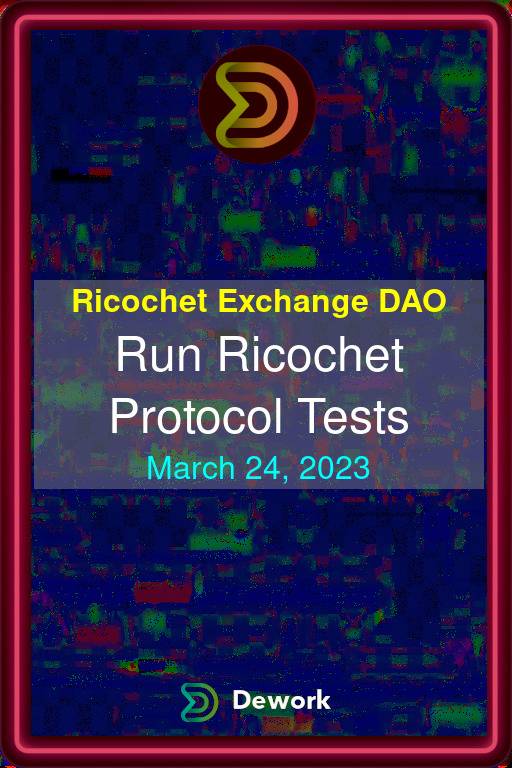 Ricochet Exchange DAO
Run Ricochet
Protocol Tests
March 24, 2023
Dework